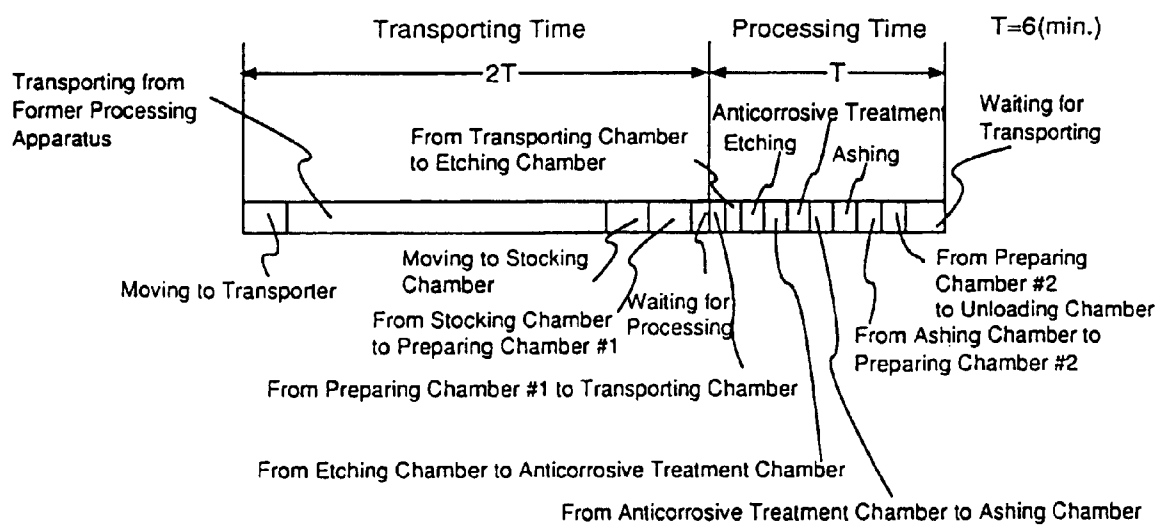 Transporting Time
Processing Time
T=6(min.)
2T
T
Transporting from
Former Processing
Apparatus
From Transporting Chamber
to Etching Chamber
Anticorrosive Treatment
Etching
Ashing
Waiting for
Transporting
Moving to Transporter
Moving to Stocking
Chamber
From Stocking Chamber
to Preparing Chamber #1
Waiting for
Processing
From Preparing
Chamber #2
to Unloading Chamber
From Ashing Chamber to
Preparing Chamber #2
From Preparing Chamber #1 to Transporting Chamber
From Etching Chamber to Anticorrosive Treatment Chamber
From Anticorrosive Treatment Chamber to Ashing Chamber